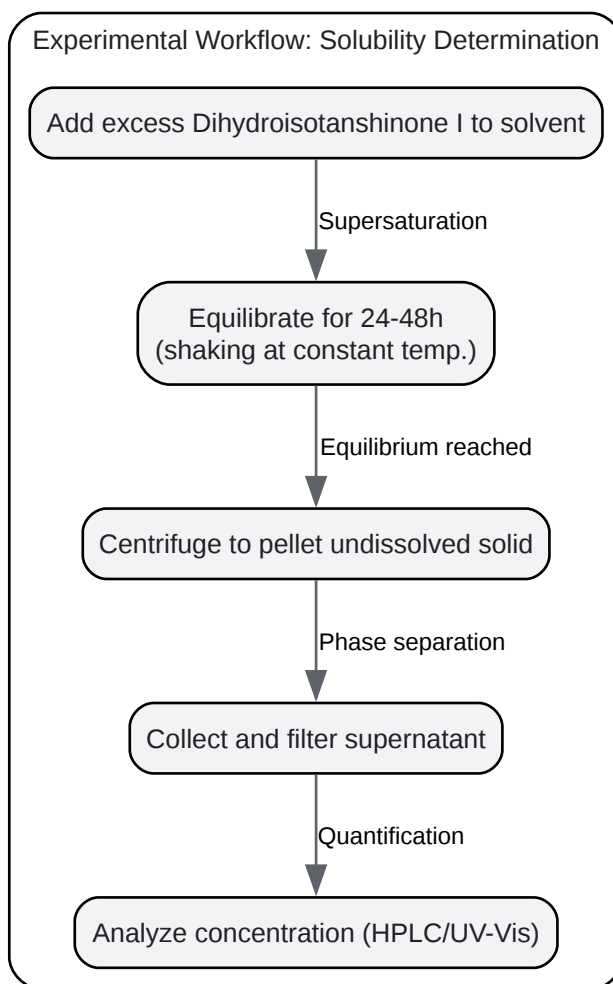 Experimental Workflow: Solubility Determination
Add excess Dihydroisotanshinone I to solvent
Supersaturation
Equilibrate for 24-48h
(shaking at constant temp.)
Equilibrium reached
Centrifuge to pellet undissolved solid
Phase separation
Collect and filter supernatant
Quantification
Analyze concentration (HPLC/UV-Vis)